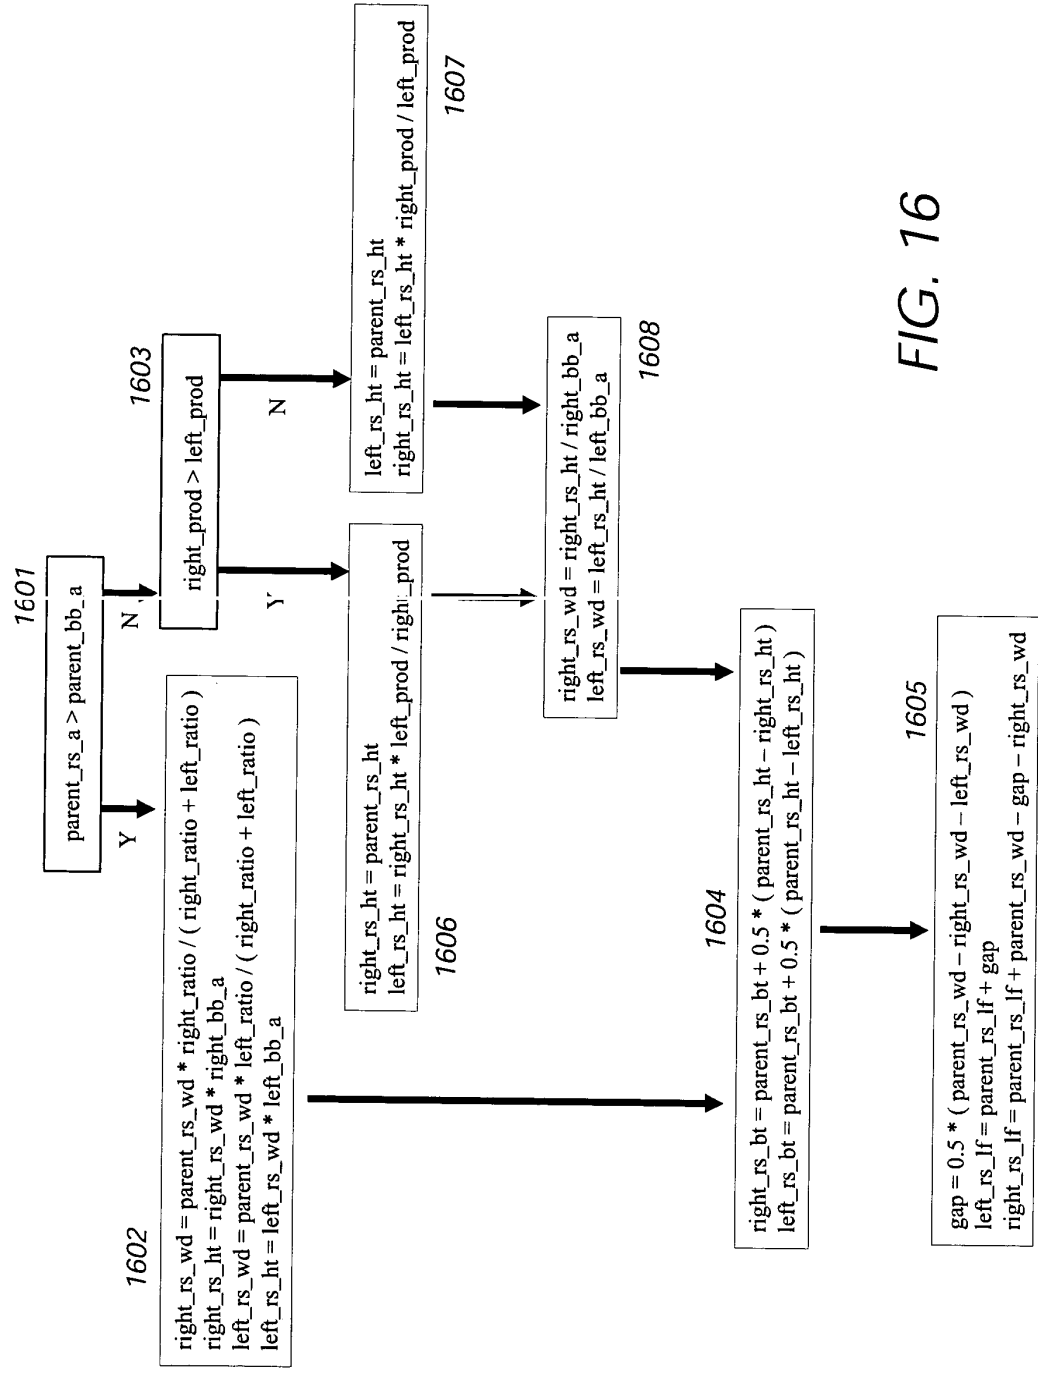 1601
parent_rs_a > parent_bb_a
Y
N
1602
right_rs_wd = parent_rs_wd * right_ratio / ( right_ratio + left_ratio )
right_rs_ht = right_rs_wd * right_bb_a
left_rs_wd = parent_rs_wd * left_ratio / ( right_ratio + left_ratio )
left_rs_ht = left_rs_wd * left_bb_a
1603
right_prod > left_prod
Y
N
right_rs_ht = parent_rs_ht
left_rs_ht = right_rs_ht * left_prod / right_prod
1606
left_rs_ht = parent_rs_ht
right_rs_ht = left_rs_ht * right_prod / left_prod
1607
right_rs_wd = right_rs_ht / right_bb_a
left_rs_wd = left_rs_ht / left_bb_a
1608
1604
right_rs_bt = parent_rs_bt + 0.5 * ( parent_rs_ht – right_rs_ht )
left_rs_bt = parent_rs_bt + 0.5 * ( parent_rs_ht – left_rs_ht )
1605
gap = 0.5 * ( parent_rs_wd – right_rs_wd – left_rs_wd )
left_rs_lf = parent_rs_lf + gap
right_rs_lf = parent_rs_lf + parent_rs_wd – gap – right_rs_wd
FIG. 16